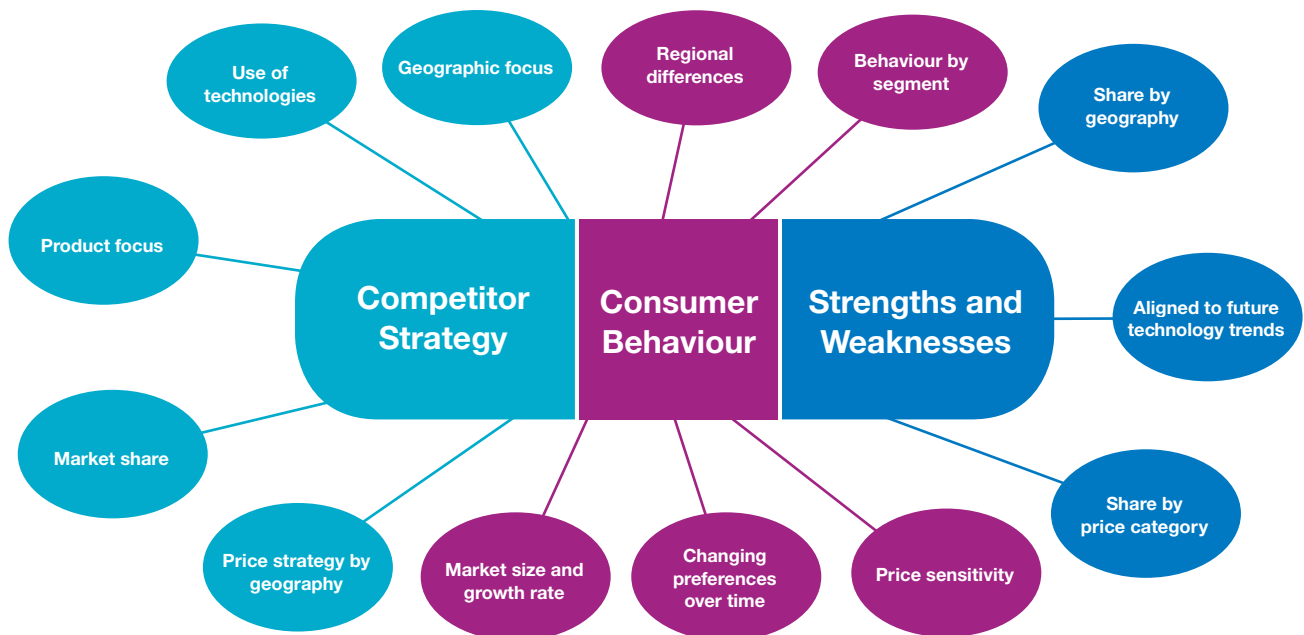 Use of
technologies
Geographic focus
Regional
differences
Behaviour by
segment
Share by
geography
Product focus
Competitor
Strategy
Consumer
Behaviour
Strengths and
Weaknesses
Aligned to future
technology trends
Market share
Price strategy by
geography
Market size and
growth rate
Changing
preferences
over time
Price sensitivity
Share by
price category